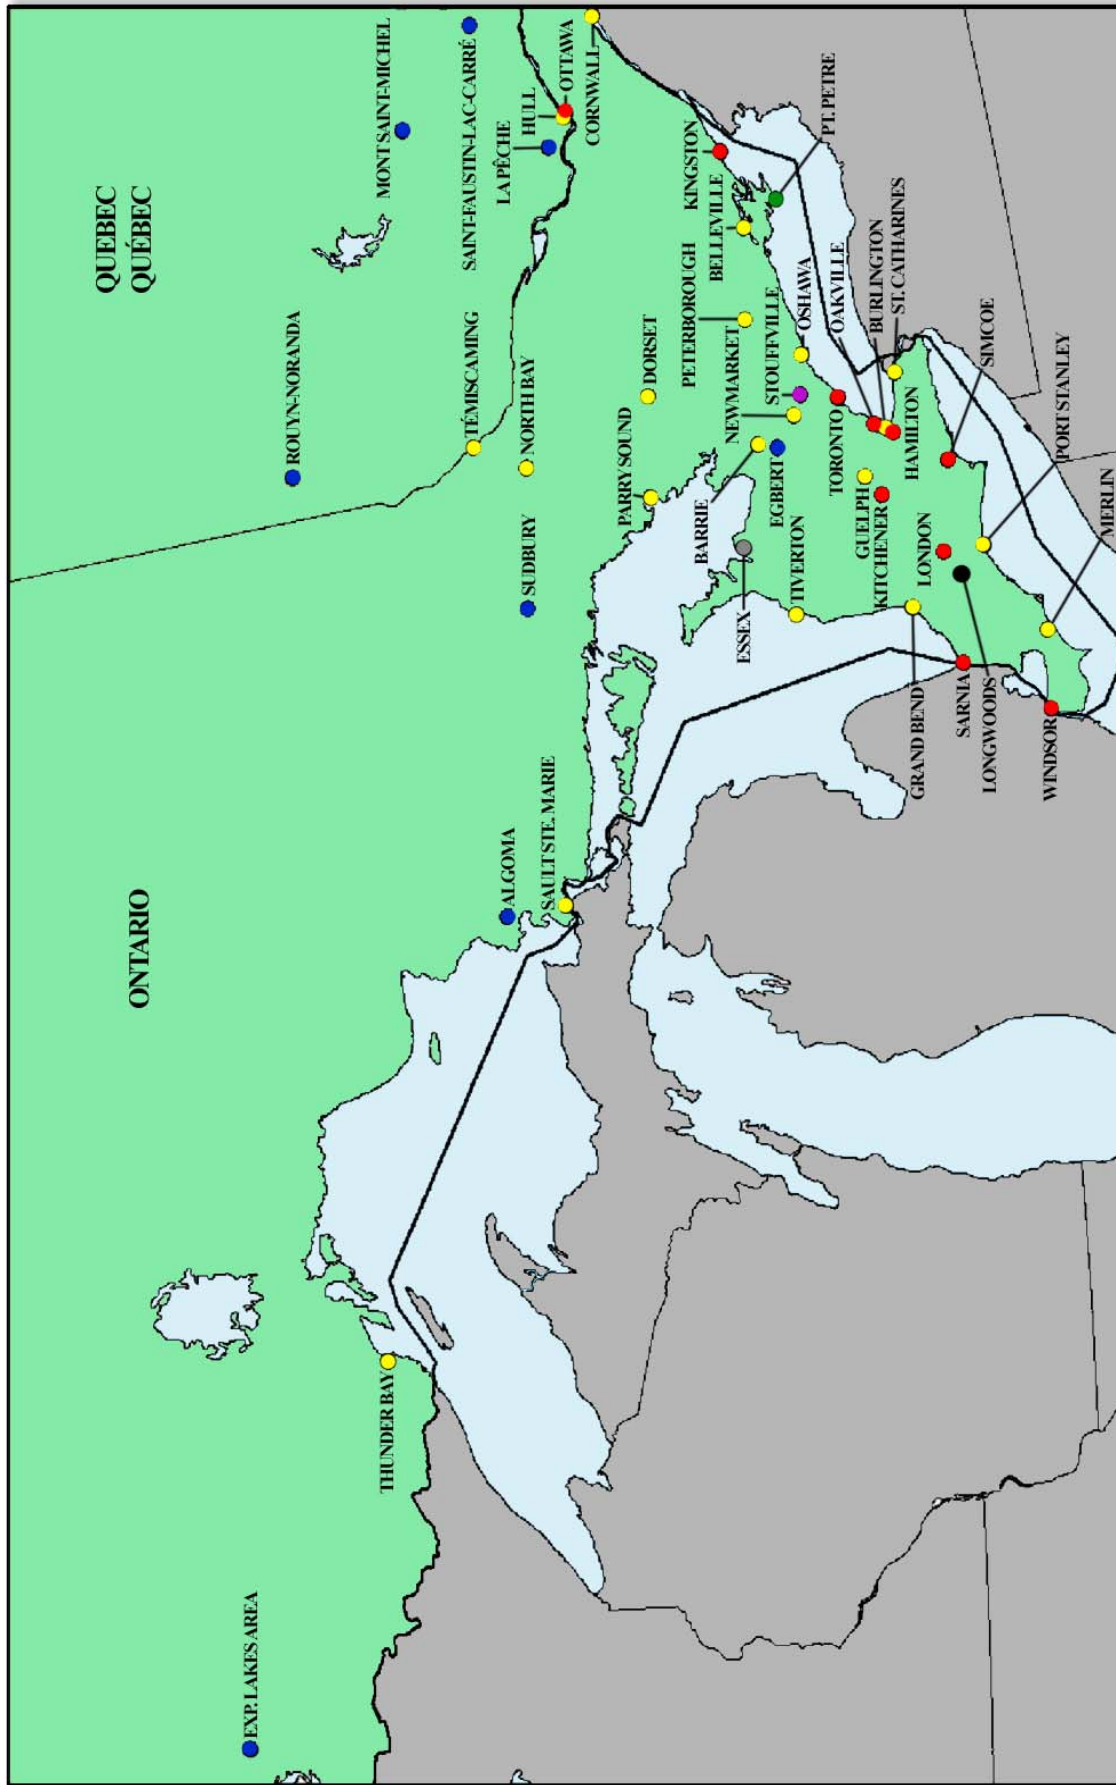 QUEBEC
QUÉBEC
ONTARIO
EXP. LAKES AREA
THUNDER BAY
ALGOMA
SAULT STE. MARIE
SUDBURY
ROUYN-NORANDA
TÉMISCAMING
NORTH BAY
MONT SAINT-MICHEL
SAINT-FAUSTIN-LAC-CARRÉ
LA PÊCHE
HULL
OTTAWA
CORNWALL
PARRY SOUND
DORSET
KINGSTON
BELLEVILLE
PT. PETRE
PETERBOROUGH
NEWMARKET
STOUFFVILLE
OSHAWA
BARRIE
EGBERT
ESSEX
TIVERTON
TORONTO
OAKVILLE
BURLINGTON
ST. CATHARINES
HAMILTON
GUELPH
KITCHENER
SIMCOE
LONDON
GRAND BEND
SARNIA
LONGWOODS
PORT STANLEY
MERLIN
WINDSOR